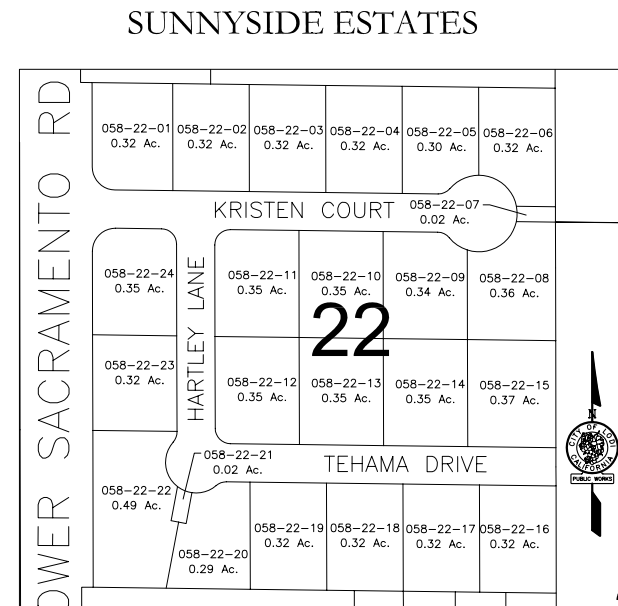 SUNNYSIDE ESTATES
OWER SACRAMENTO RD
058-22-01
0.32 Ac.
058-22-02
0.32 Ac.
058-22-03
0.32 Ac.
058-22-04
0.32 Ac.
058-22-05
0.30 Ac.
058-22-06
0.32 Ac.
KRISTEN COURT
058-22-07
0.02 Ac.
058-22-24
0.35 Ac.
HARTLEY LANE
058-22-11
0.35 Ac.
058-22-10
0.35 Ac.
058-22-09
0.34 Ac.
058-22-08
0.36 Ac.
22
058-22-23
0.32 Ac.
058-22-12
0.35 Ac.
058-22-13
0.35 Ac.
058-22-14
0.35 Ac.
058-22-15
0.37 Ac.
N
CITY OF LODI
CALIFORNIA
PUBLIC WORKS
058-22-21
0.02 Ac.
TEHAMA DRIVE
058-22-22
0.49 Ac.
058-22-20
0.29 Ac.
058-22-19
0.32 Ac.
058-22-18
0.32 Ac.
058-22-17
0.32 Ac.
058-22-16
0.32 Ac.